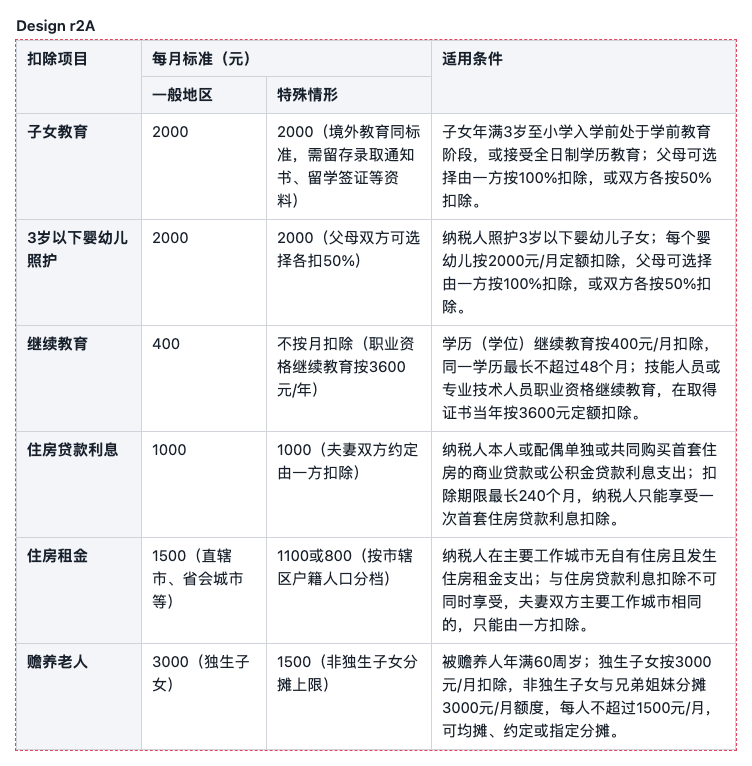 Design r2A
扣除项目
每月标准（元）
适用条件
一般地区
特殊情形
子女教育
2000
2000（境外教育同标
准，需留存录取通知
书、留学签证等资
料）
子女年满3岁至小学入学前处于学前教育
阶段，或接受全日制学历教育；父母可选
择由一方按100%扣除，或双方各按50%
扣除。
3岁以下婴幼儿
照护
2000
2000（父母双方可选
择各扣50%）
纳税人照护3岁以下婴幼儿子女；每个婴
幼儿按2000元/月定额扣除，父母可选择
由一方按100%扣除，或双方各按50%扣
除。
继续教育
400
不按月扣除（职业资
格继续教育按3600
元/年）
学历（学位）继续教育按400元/月扣除，
同一学历最长不超过48个月；技能人员或
专业技术人员职业资格继续教育，在取得
证书当年按3600元定额扣除。
住房贷款利息
1000
1000（夫妻双方约定
由一方扣除）
纳税人本人或配偶单独或共同购买首套住
房的商业贷款或公积金贷款利息支出；扣
除期限最长240个月，纳税人只能享受一
次首套住房贷款利息扣除。
住房租金
1500（直辖
市、省会城市
等）
1100或800（按市辖
区户籍人口分档）
纳税人在主要工作城市无自有住房且发生
住房租金支出；与住房贷款利息扣除不可
同时享受，夫妻双方主要工作城市相同
的，只能由一方扣除。
赡养老人
3000（独生子
女）
1500（非独生子女分
摊上限）
被赡养人年满60周岁；独生子女按3000
元/月扣除，非独生子女与兄弟姐妹分摊
3000元/月额度，每人不超过1500元/月，
可均摊、约定或指定分摊。